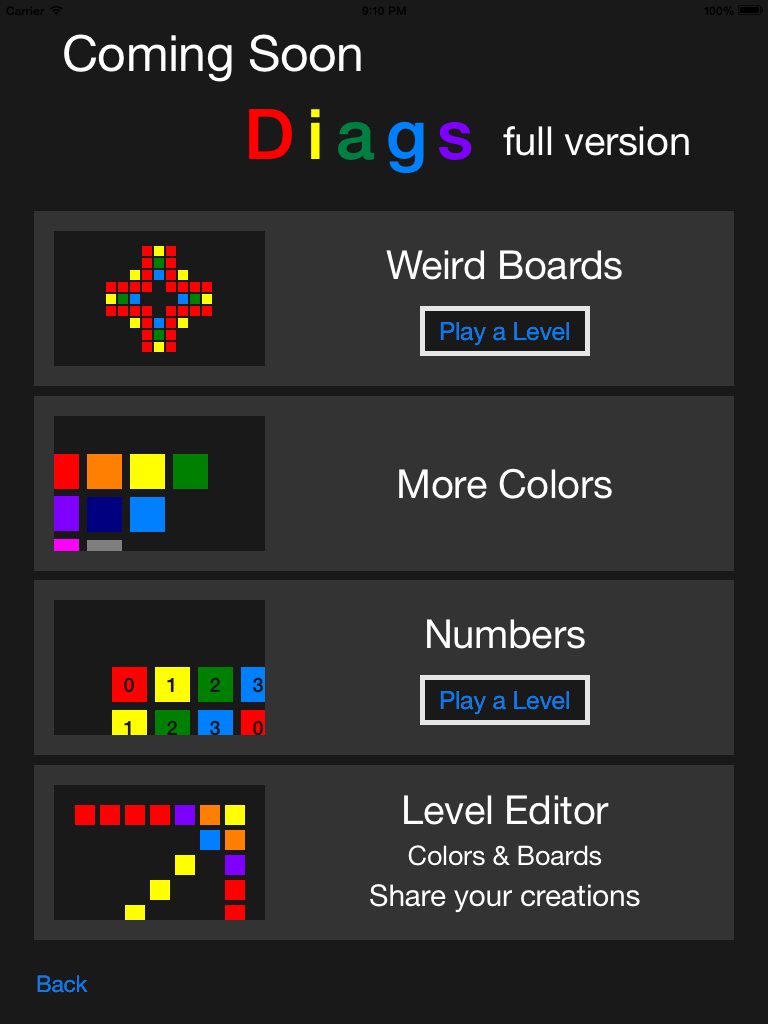 Carrier 9:10 PM 100%
Coming Soon
Diags full version
Weird Boards
Play a Level
More Colors
Numbers
Play a Level
0 1 2 3
1 2 3 0
Level Editor
Colors & Boards
Share your creations
Back